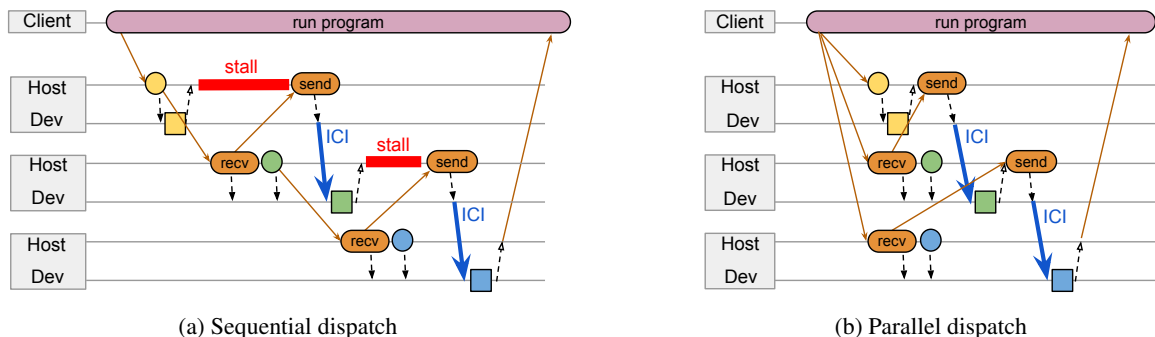 Client
run program
Host
stall
send
Dev
ICI
Host
recv
stall
send
Dev
ICI
Host
recv
Dev
(a) Sequential dispatch
Client
run program
Host
send
Dev
ICI
Host
recv
send
Dev
ICI
Host
recv
Dev
(b) Parallel dispatch